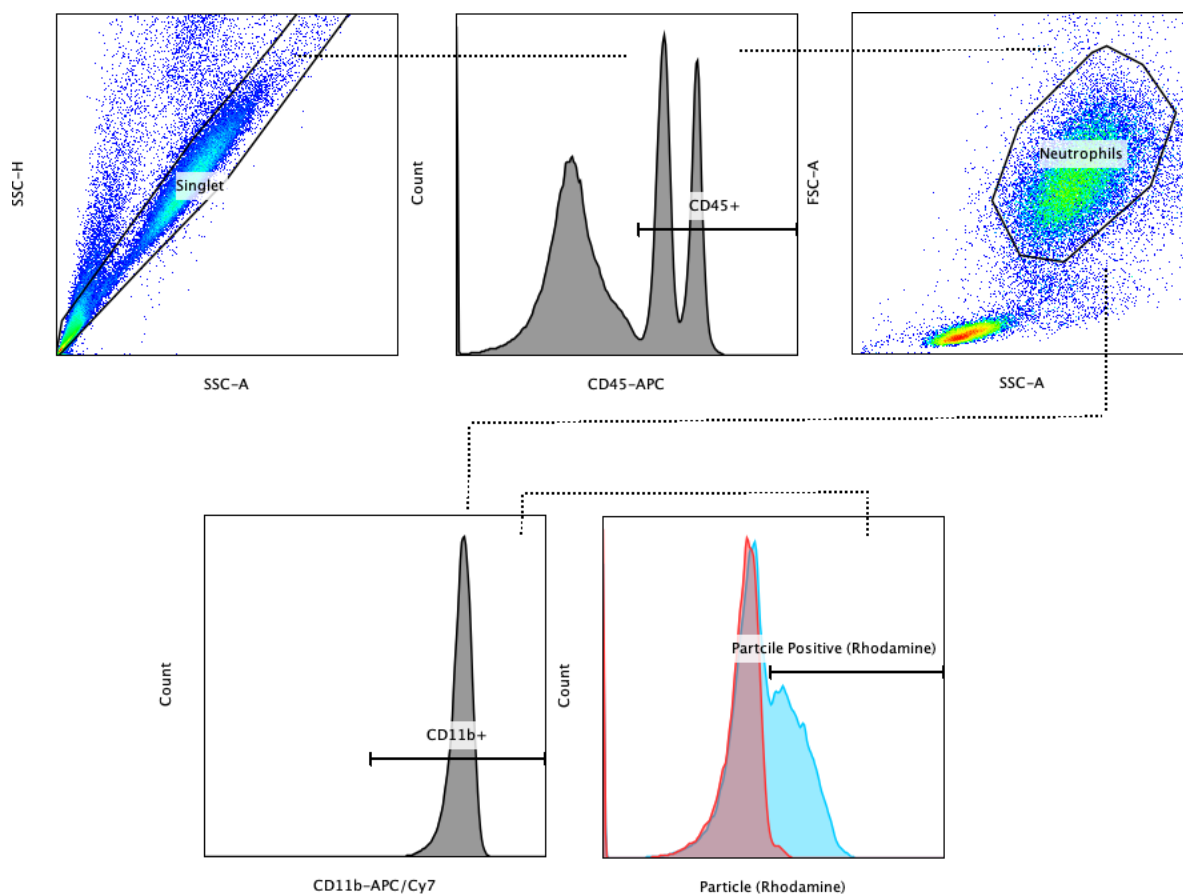 SSC-H
Singlet
SSC-A
Count
CD45+
CD45-APC
FSC-A
Neutrophils
SSC-A
Count
CD11b+
CD11b-APC/Cy7
Count
Partcile Positive (Rhodamine)
Particle (Rhodamine)